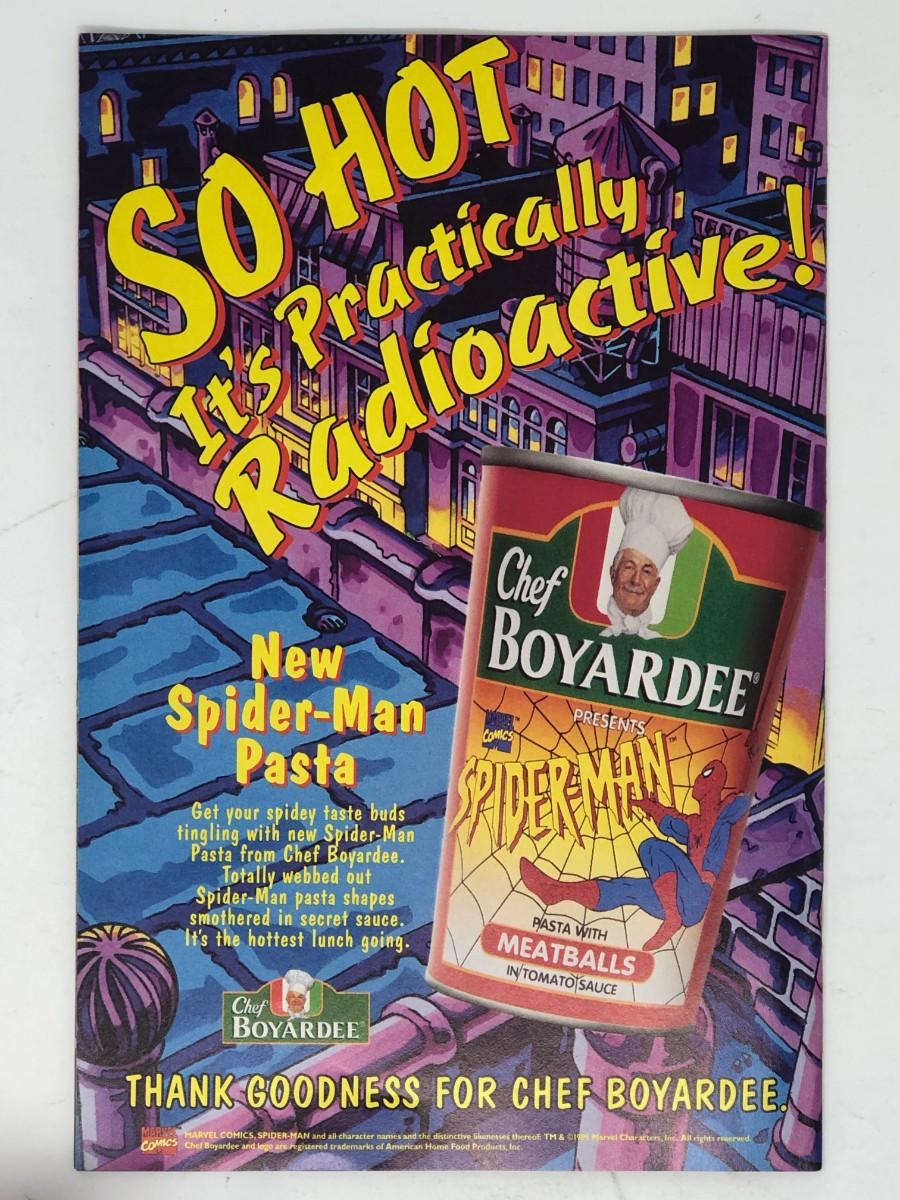 SO HOT
It's Practically
Radioactive!
Chef
BOYARDEE®
PRESENTS
MARVEL
COMICS™
SPIDER-MAN™
PASTA WITH
MEATBALLS
IN TOMATO SAUCE
New
Spider-Man
Pasta
Get your spidey taste buds
tingling with new Spider-Man
Pasta from Chef Boyardee.
Totally webbed out
Spider-Man pasta shapes
smothered in secret sauce.
It's the hottest lunch going.
Chef
BOYARDEE
THANK GOODNESS FOR CHEF BOYARDEE.
MARVEL
COMICS
MARVEL COMICS, SPIDER-MAN and all character names and the distinctive likenesses thereof: TM & ©1995 Marvel Characters, Inc. All rights reserved.
Chef Boyardee and logo are registered trademarks of American Home Food Products, Inc.